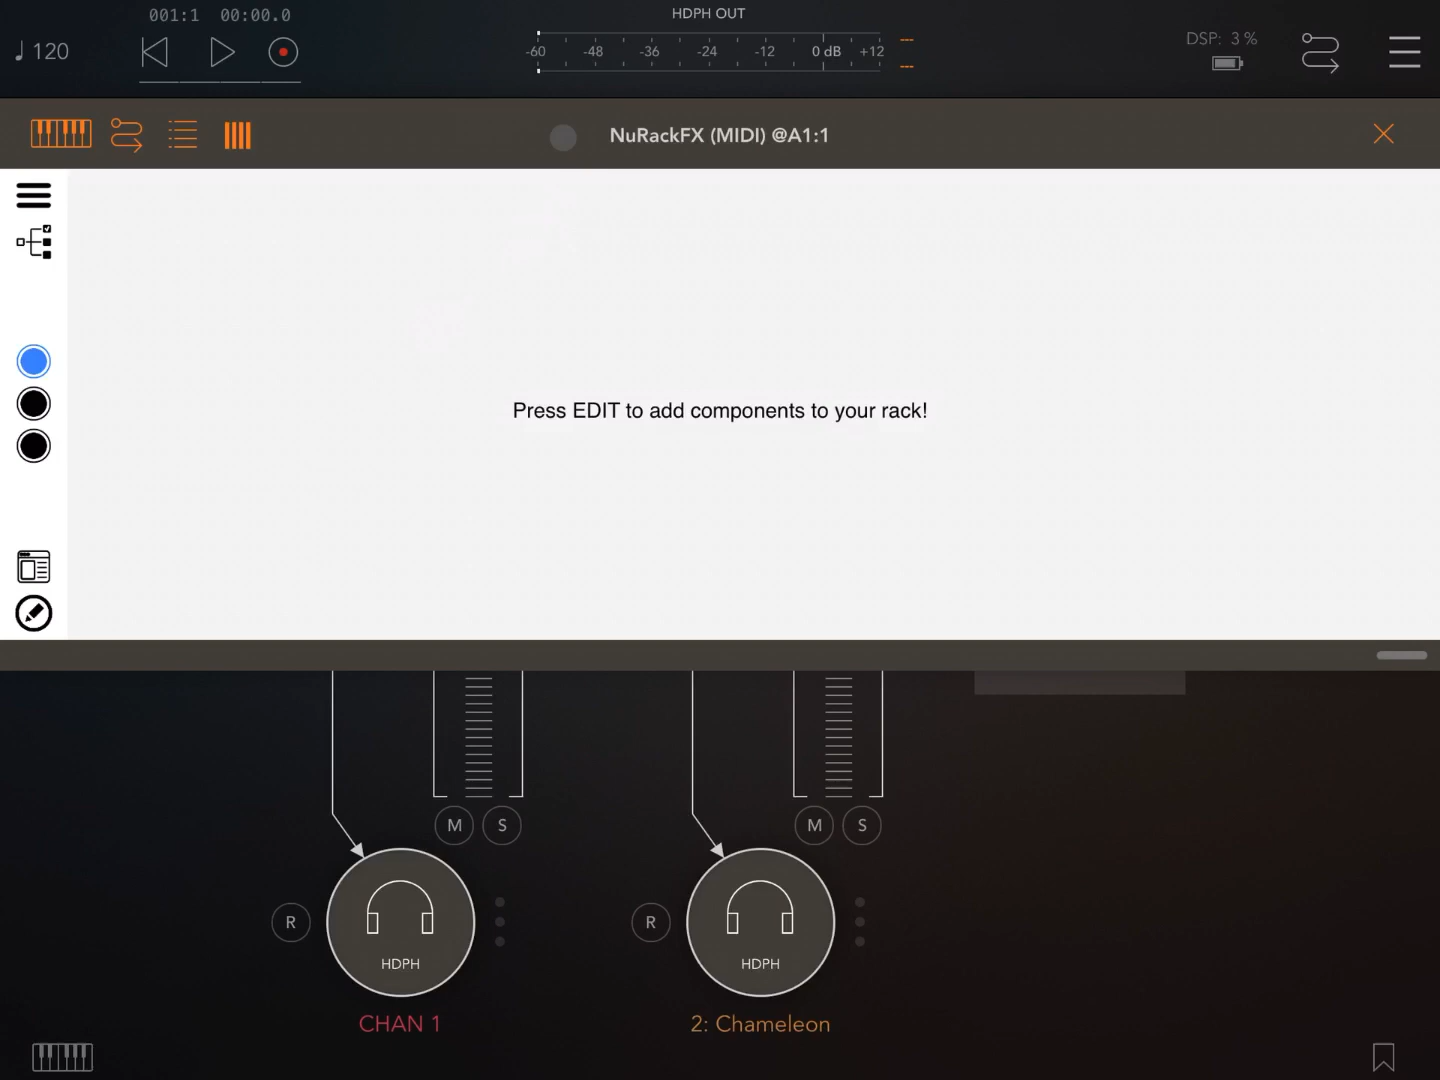 001:1 00:00.0
HDPH OUT
♩ 120
-60 -48 -36 -24 -12 0 dB +12
DSP: 3 %
NuRackFX (MIDI) @A1:1
Press EDIT to add components to your rack!
M S M S
R R
HDPH HDPH
CHAN 1 2: Chameleon